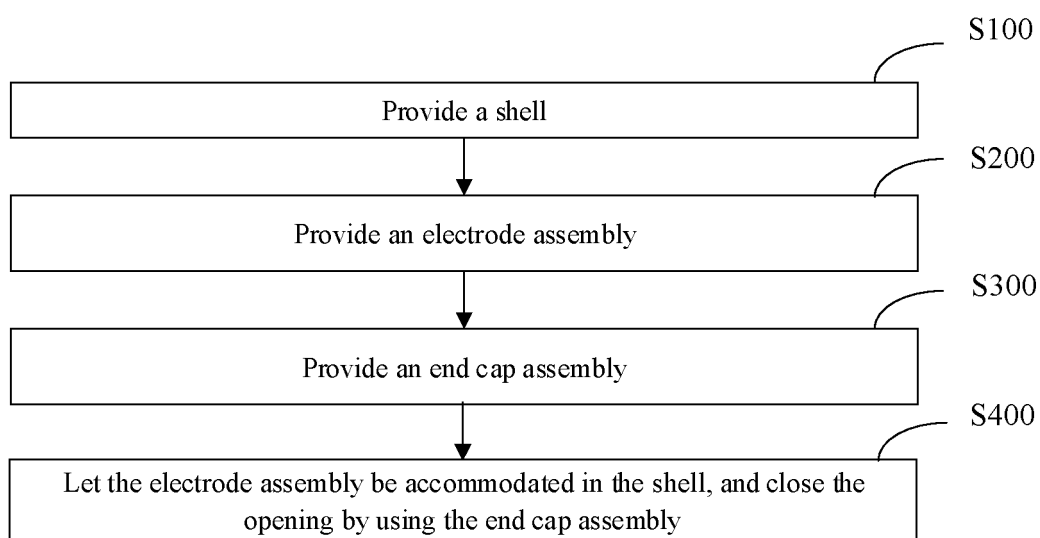 S100
Provide a shell
S200
Provide an electrode assembly
S300
Provide an end cap assembly
S400
Let the electrode assembly be accommodated in the shell, and close the
opening by using the end cap assembly